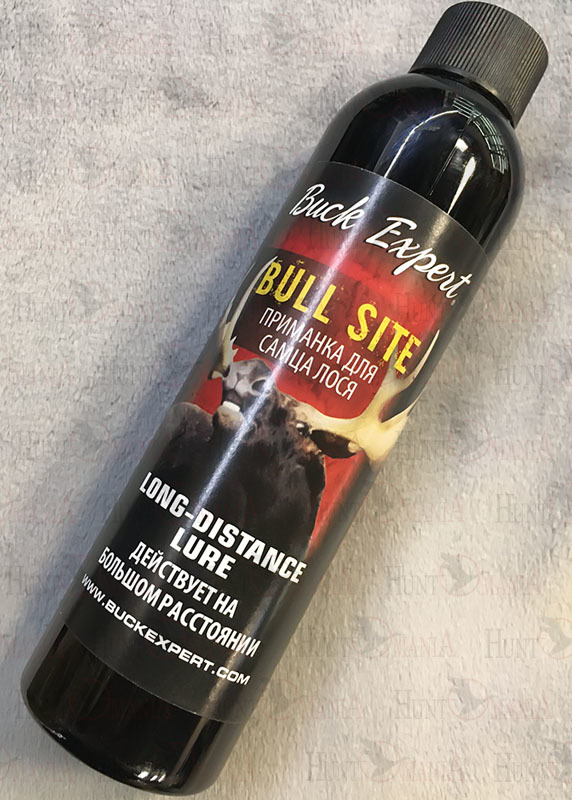 Buck Expert
BULL SITE
ПРИМАНКА ДЛЯ
САМЦА ЛОСЯ
LONG-DISTANCE
LURE
ДЕЙСТВУЕТ НА
БОЛЬШОМ РАССТОЯНИИ
WWW.BUCKEXPERT.COM